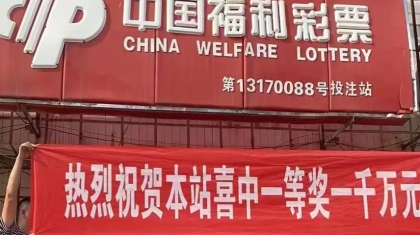 中国福利彩票
CHINA WELFARE LOTTERY
第13170088号投注站
热烈祝贺本站喜中一等奖一千万元